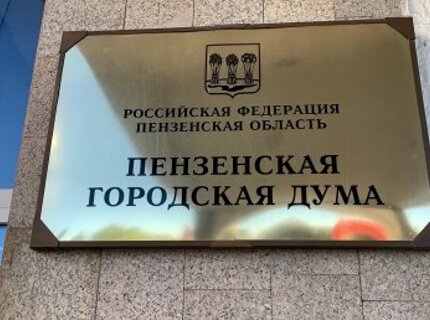 РОССИЙСКАЯ ФЕДЕРАЦИЯ
ПЕНЗЕНСКАЯ ОБЛАСТЬ
ПЕНЗЕНСКАЯ
ГОРОДСКАЯ ДУМА